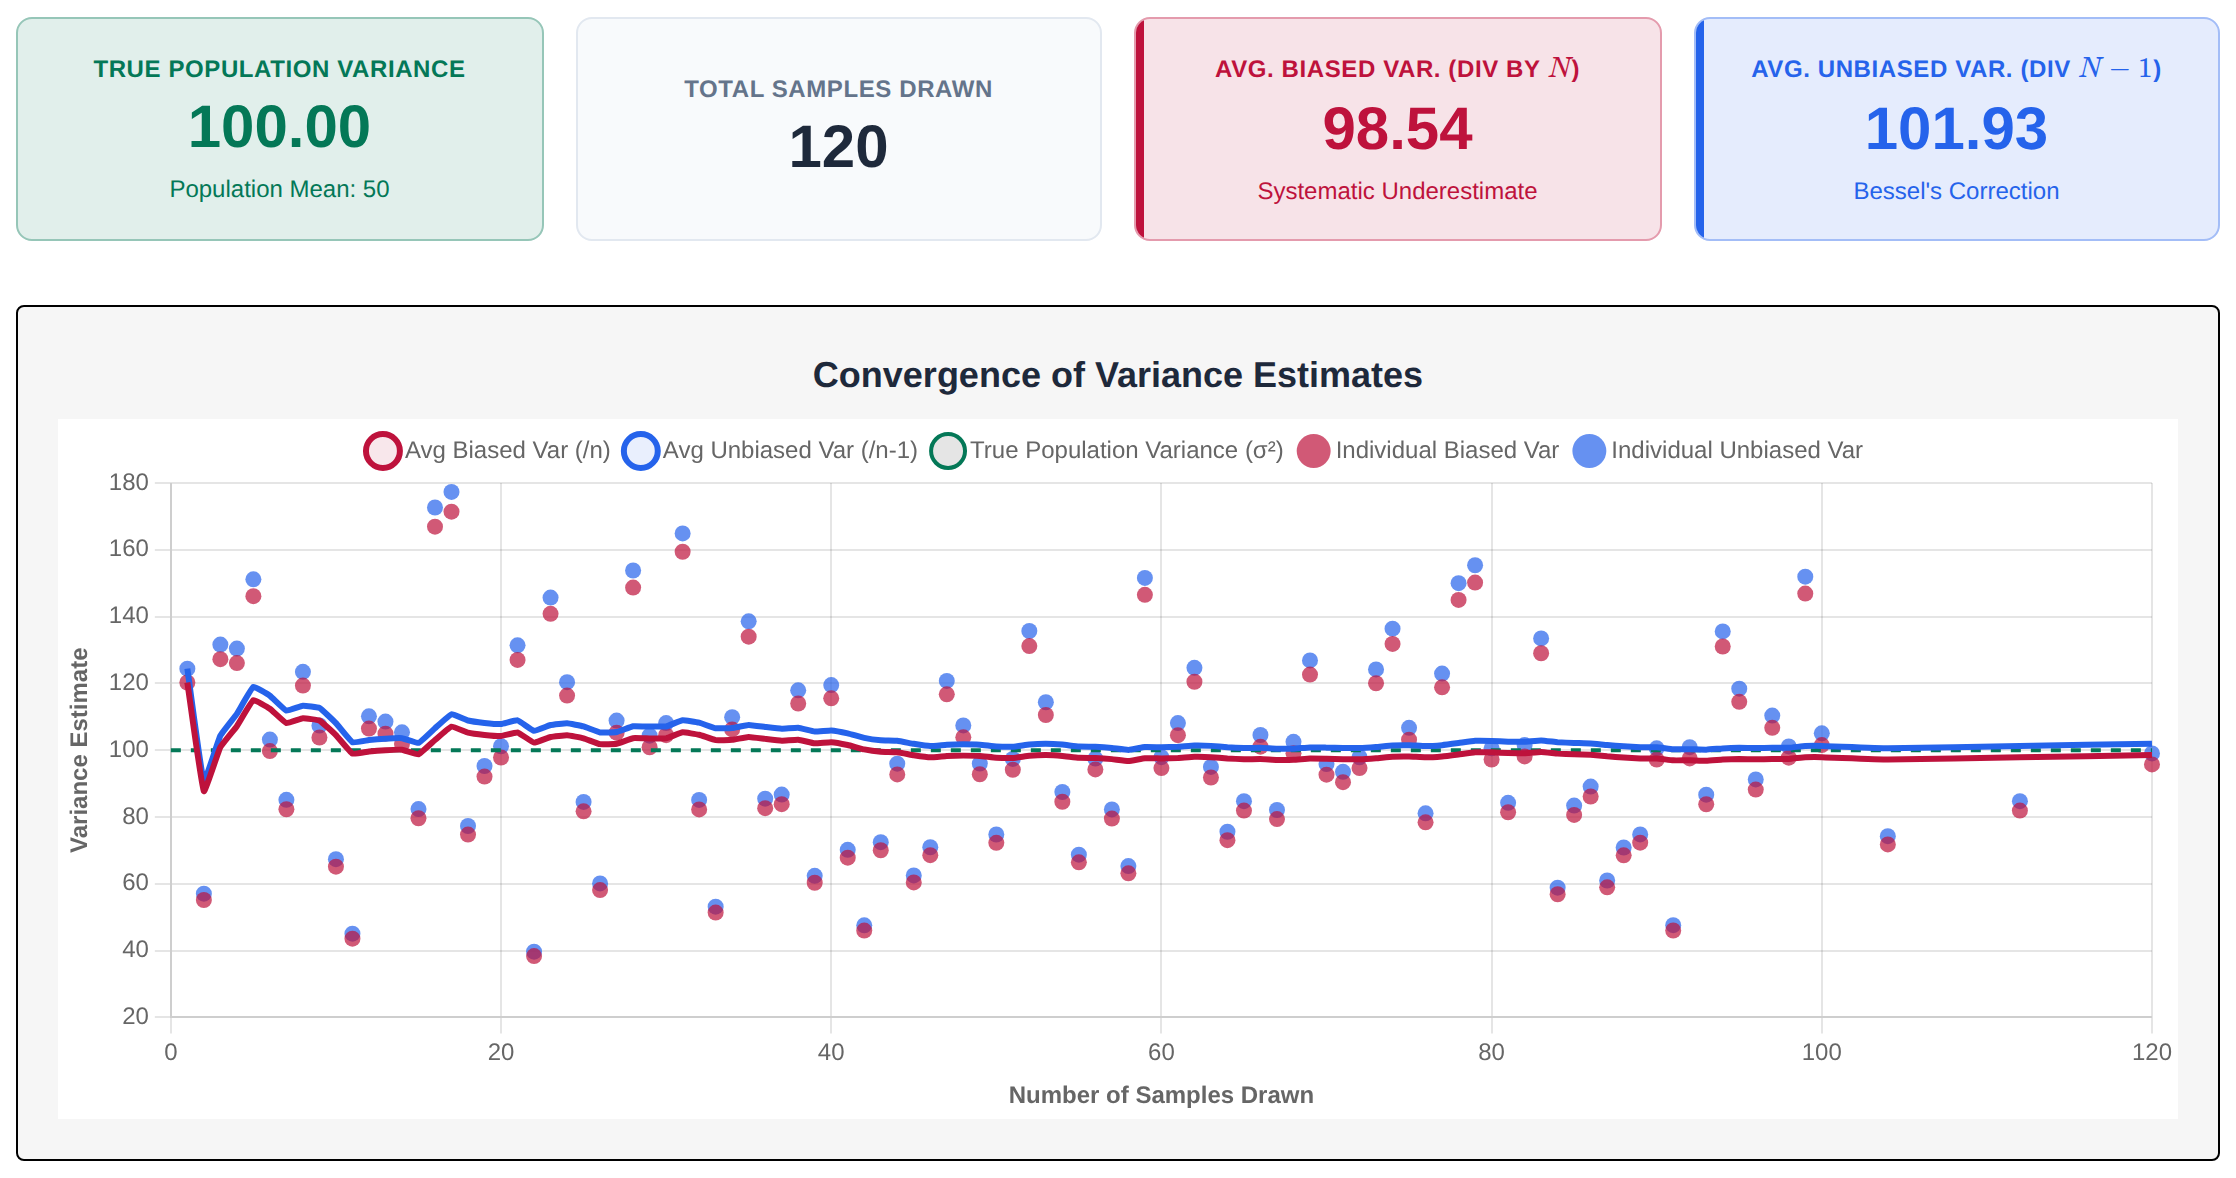 TRUE POPULATION VARIANCE
100.00
Population Mean: 50
TOTAL SAMPLES DRAWN
120
AVG. BIASED VAR. (DIV BY N)
98.54
Systematic Underestimate
AVG. UNBIASED VAR. (DIV N − 1)
101.93
Bessel's Correction
Convergence of Variance Estimates
Avg Biased Var (/n) Avg Unbiased Var (/n-1) True Population Variance (σ²) Individual Biased Var Individual Unbiased Var
180
160
140
120
100
80
60
40
20
Variance Estimate
0 20 40 60 80 100 120
Number of Samples Drawn